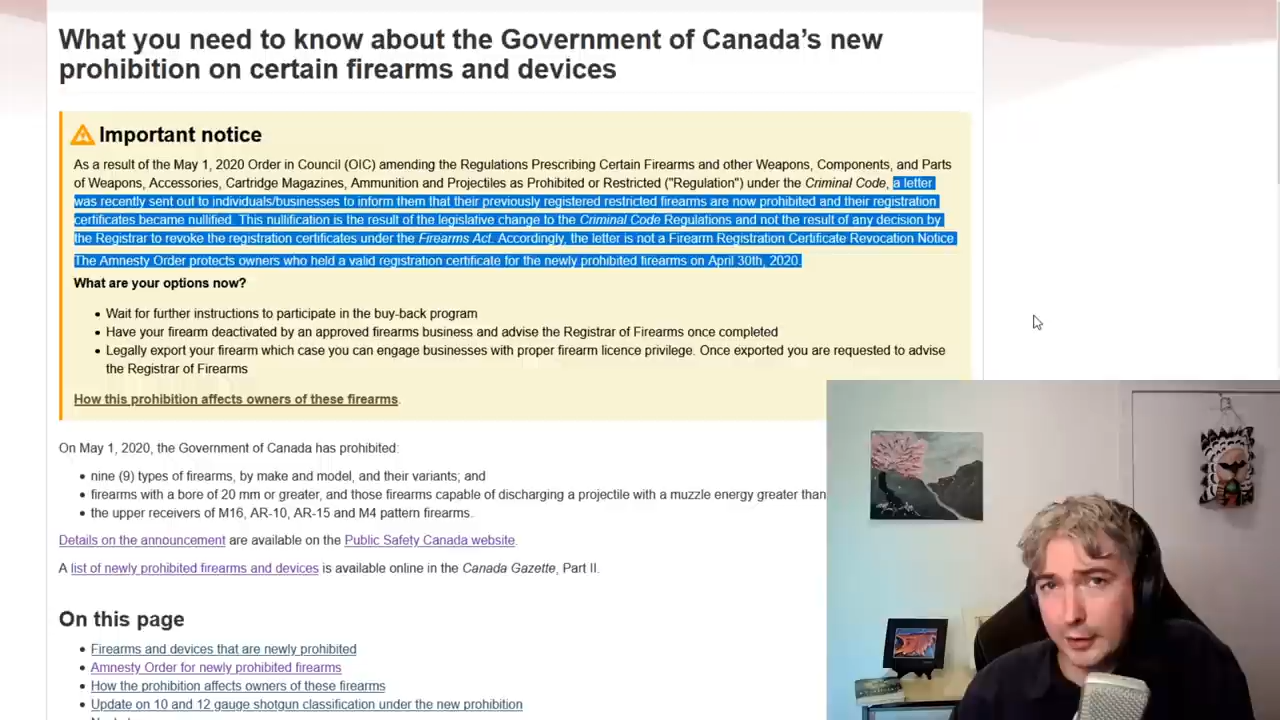 What you need to know about the Government of Canada’s new
prohibition on certain firearms and devices
Important notice
As a result of the May 1, 2020 Order in Council (OIC) amending the Regulations Prescribing Certain Firearms and other Weapons, Components, and Parts
of Weapons, Accessories, Cartridge Magazines, Ammunition and Projectiles as Prohibited or Restricted ("Regulation") under the Criminal Code, a letter
was recently sent out to individuals/businesses to inform them that their previously registered restricted firearms are now prohibited and their registration
certificates became nullified. This nullification is the result of the legislative change to the Criminal Code Regulations and not the result of any decision by
the Registrar to revoke the registration certificates under the Firearms Act. Accordingly, the letter is not a Firearm Registration Certificate Revocation Notice
The Amnesty Order protects owners who held a valid registration certificate for the newly prohibited firearms on April 30th, 2020.
What are your options now?
• Wait for further instructions to participate in the buy-back program
• Have your firearm deactivated by an approved firearms business and advise the Registrar of Firearms once completed
• Legally export your firearm which case you can engage businesses with proper firearm licence privilege. Once exported you are requested to advise
the Registrar of Firearms
How this prohibition affects owners of these firearms.
On May 1, 2020, the Government of Canada has prohibited:
• nine (9) types of firearms, by make and model, and their variants; and
• firearms with a bore of 20 mm or greater, and those firearms capable of discharging a projectile with a muzzle energy greater than
• the upper receivers of M16, AR-10, AR-15 and M4 pattern firearms.
Details on the announcement are available on the Public Safety Canada website.
A list of newly prohibited firearms and devices is available online in the Canada Gazette, Part II.
On this page
• Firearms and devices that are newly prohibited
• Amnesty Order for newly prohibited firearms
• How the prohibition affects owners of these firearms
• Update on 10 and 12 gauge shotgun classification under the new prohibition